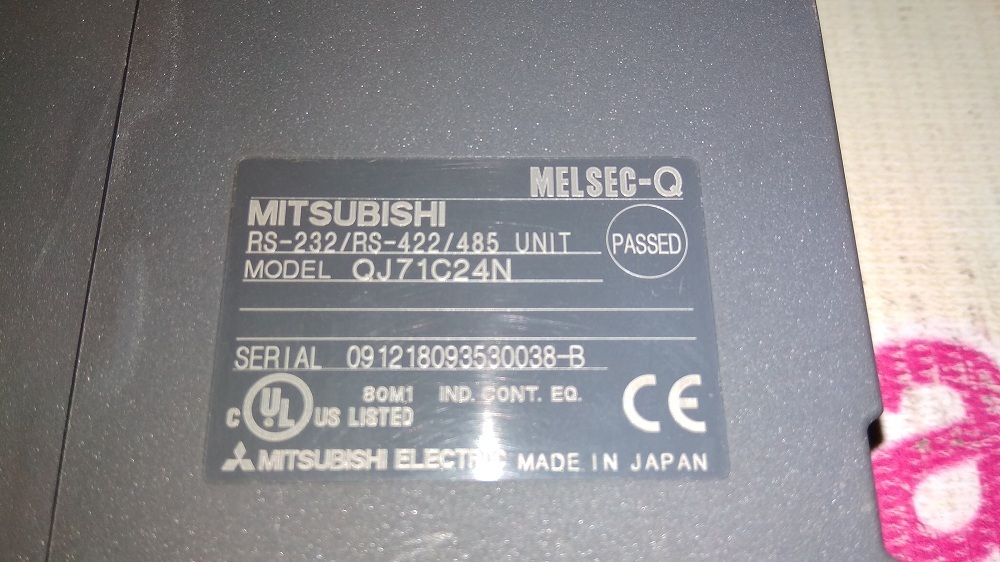 MELSEC-Q
MITSUBISHI
RS-232/RS-422/485 UNIT
PASSED
MODEL QJ71C24N
SERIAL 091218093530038-B
C UL US LISTED
80M1 IND. CONT. EQ.
CE
MITSUBISHI ELECTRIC MADE IN JAPAN